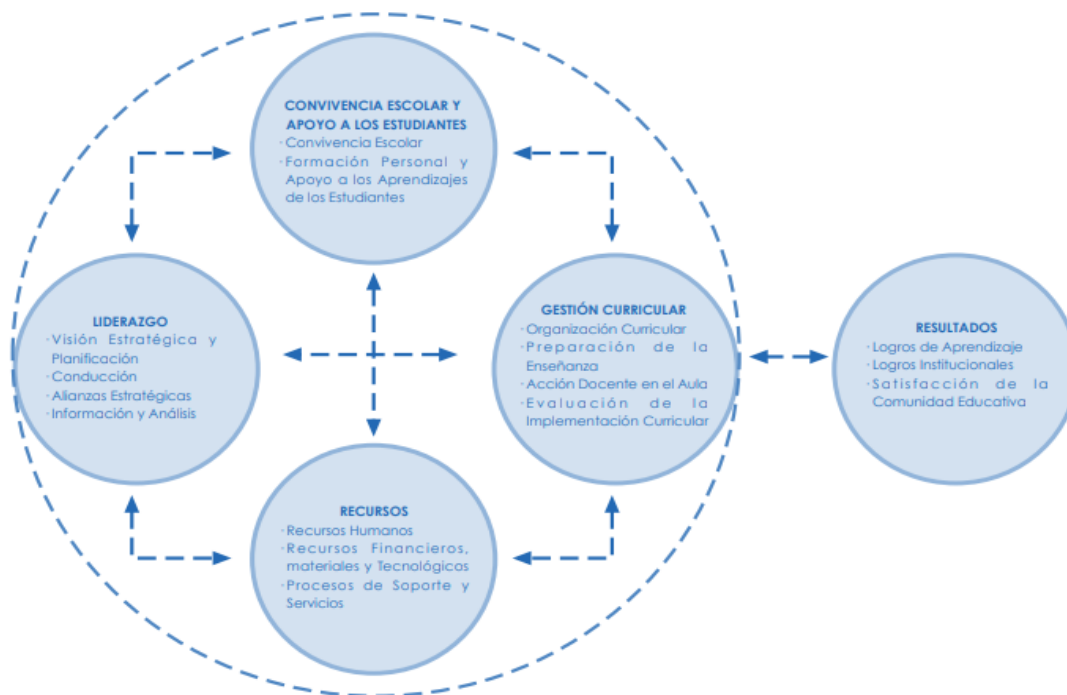 CONVIVENCIA ESCOLAR Y
APOYO A LOS ESTUDIANTES
·Convivencia Escolar
·Formación Personal y
Apoyo a los Aprendizajes
de los Estudiantes
LIDERAZGO
·Visión Estratégica y
Planificación
·Conducción
·Alianzas Estratégicas
·Información y Análisis
GESTIÓN CURRICULAR
·Organización Curricular
·Preparación de la
Enseñanza
·Acción Docente en el Aula
·Evaluación de la
Implementación Curricular
RESULTADOS
·Logros de Aprendizaje
·Logros Institucionales
·Satisfacción de la
Comunidad Educativa
RECURSOS
·Recursos Humanos
·Recursos Financieros,
materiales y Tecnológicos
·Procesos de Soporte y
Servicios